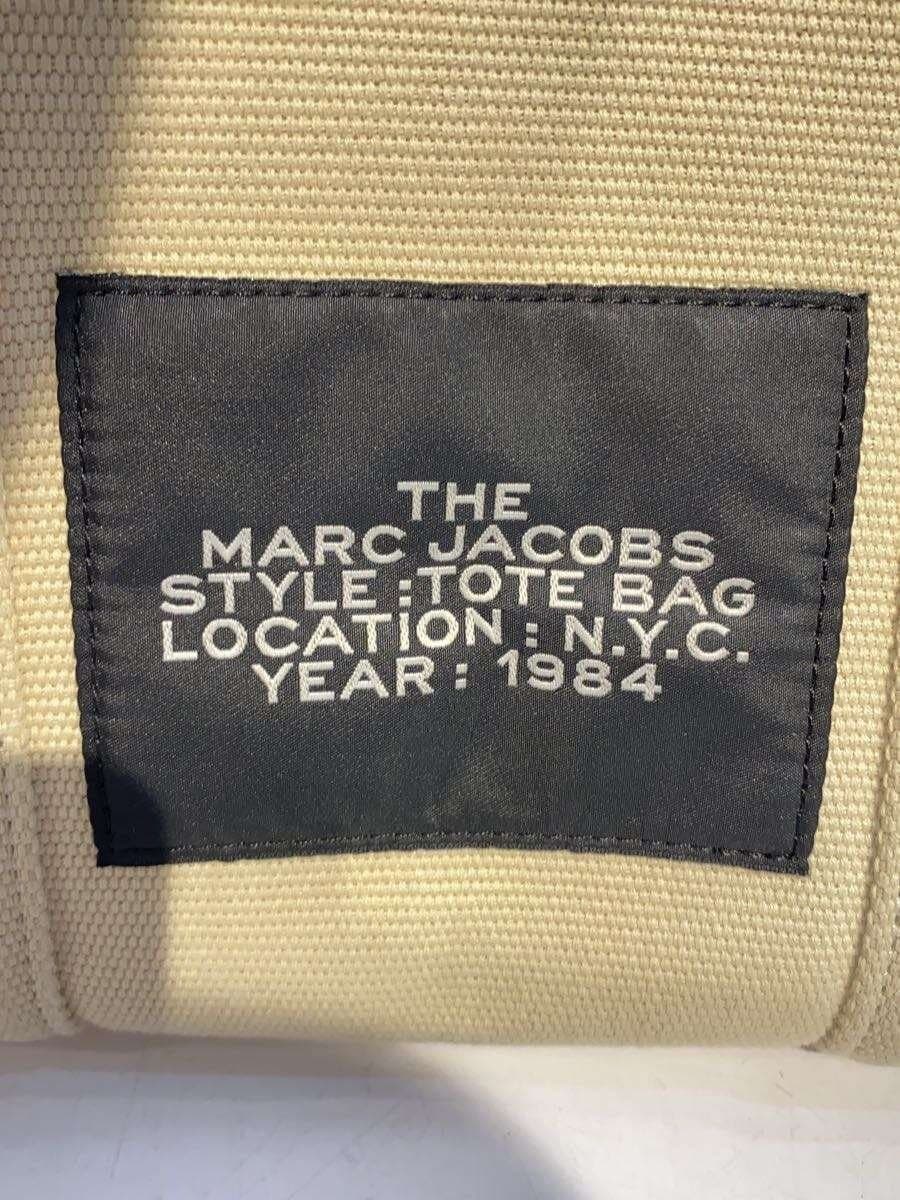 THE
MARC JACOBS
STYLE :TOTE BAG
LOCATION : N.Y.C.
YEAR : 1984